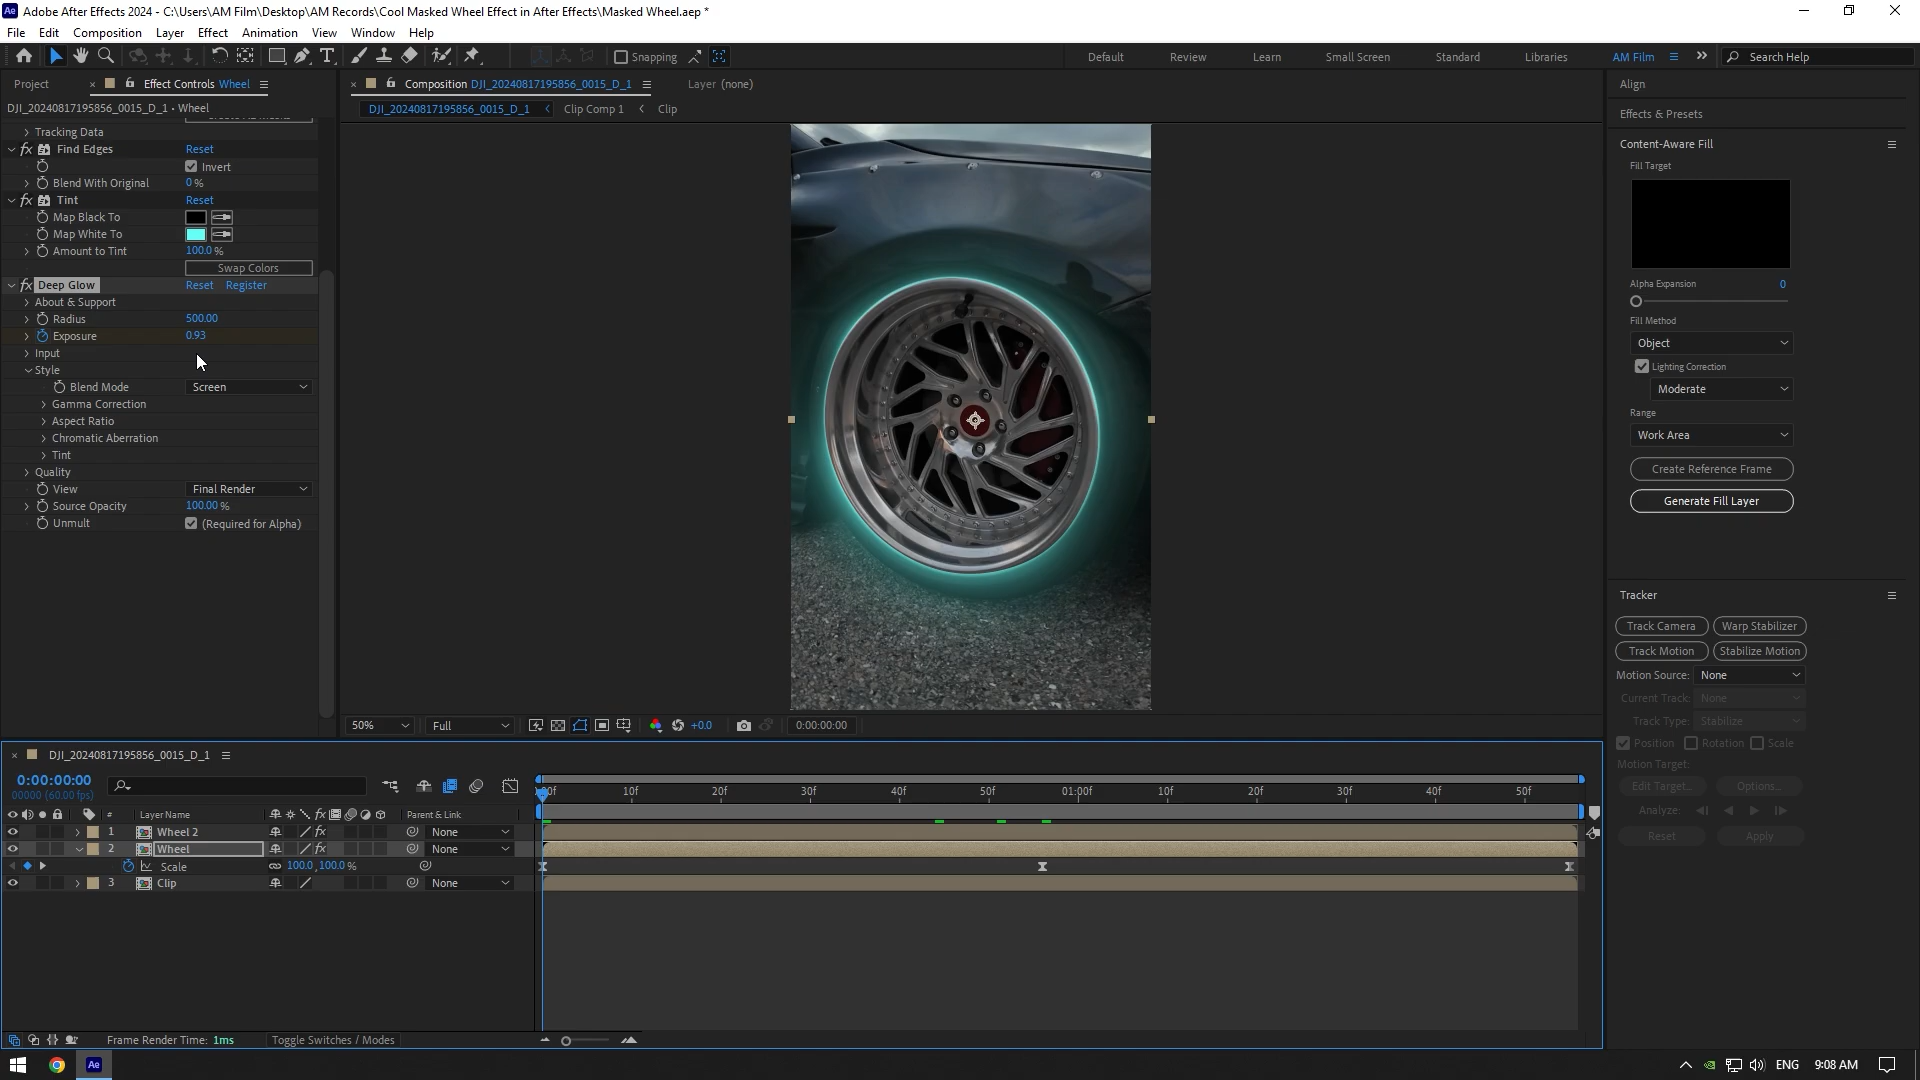 Adobe After Effects 2024 - C:\Users\AM Film\Desktop\AM Records\Cool Masked Wheel Effect in After Effects\Masked Wheel.aep *
File Edit Composition Layer Effect Animation View Window Help
Snapping Default Review Learn Small Screen Standard Libraries AM Film Search Help
Project Effect Controls Wheel Composition DJI_20240817195856_0015_D_1 Layer (none) Align
DJI_20240817195856_0015_D_1 • Wheel DJI_20240817195856_0015_D_1 Clip Comp 1 Clip
Effects & Presets
Tracking Data
Find Edges Reset
Invert
Blend With Original 0 %
Tint Reset
Map Black To
Map White To
Amount to Tint 100.0 %
Swap Colors
Deep Glow Reset Register
About & Support
Radius 500.00
Exposure 0.93
Input
Style
Blend Mode Screen
Gamma Correction
Aspect Ratio
Chromatic Aberration
Tint
Quality
View Final Render
Source Opacity 100.00 %
Unmult (Required for Alpha)
Content-Aware Fill
Fill Target
Alpha Expansion 0
Fill Method
Object
Lighting Correction
Moderate
Range
Work Area
Create Reference Frame
Generate Fill Layer
Tracker
Track Camera Warp Stabilizer
Track Motion Stabilize Motion
Motion Source: None
Current Track: None
Track Type: Stabilize
Position Rotation Scale
Motion Target:
Edit Target... Options...
Analyze:
Reset Apply
50% Full +0.0 0:00:00:00
DJI_20240817195856_0015_D_1
0:00:00:00
00000 (60.00 fps)
10f 20f 30f 40f 50f 01:00f 10f 20f 30f 40f 50f
# Layer Name fx Parent & Link
1 Wheel 2 fx None
2 Wheel fx None
Scale 100.0, 100.0 %
3 Clip None
Frame Render Time: 1ms Toggle Switches / Modes
Ae ENG 9:08 AM